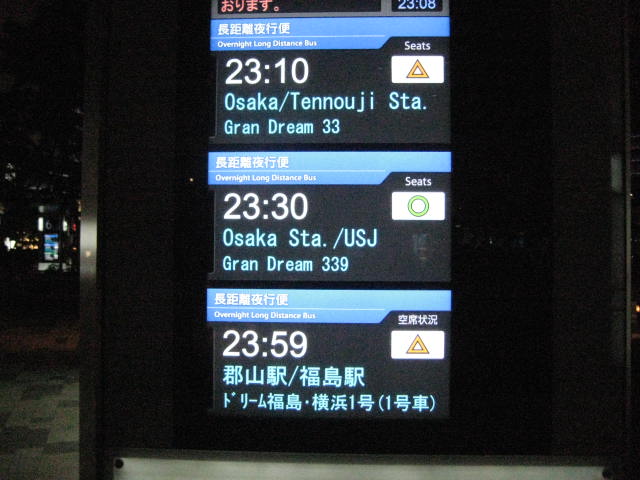 おります。
23:08
長距離夜行便
Overnight Long Distance Bus
Seats
23:10
Osaka/Tennouji Sta.
Gran Dream 33
長距離夜行便
Overnight Long Distance Bus
Seats
23:30
Osaka Sta./USJ
Gran Dream 339
長距離夜行便
Overnight Long Distance Bus
空席状況
23:59
郡山駅/福島駅
ﾄﾞﾘｰﾑ福島・横浜1号(1号車)